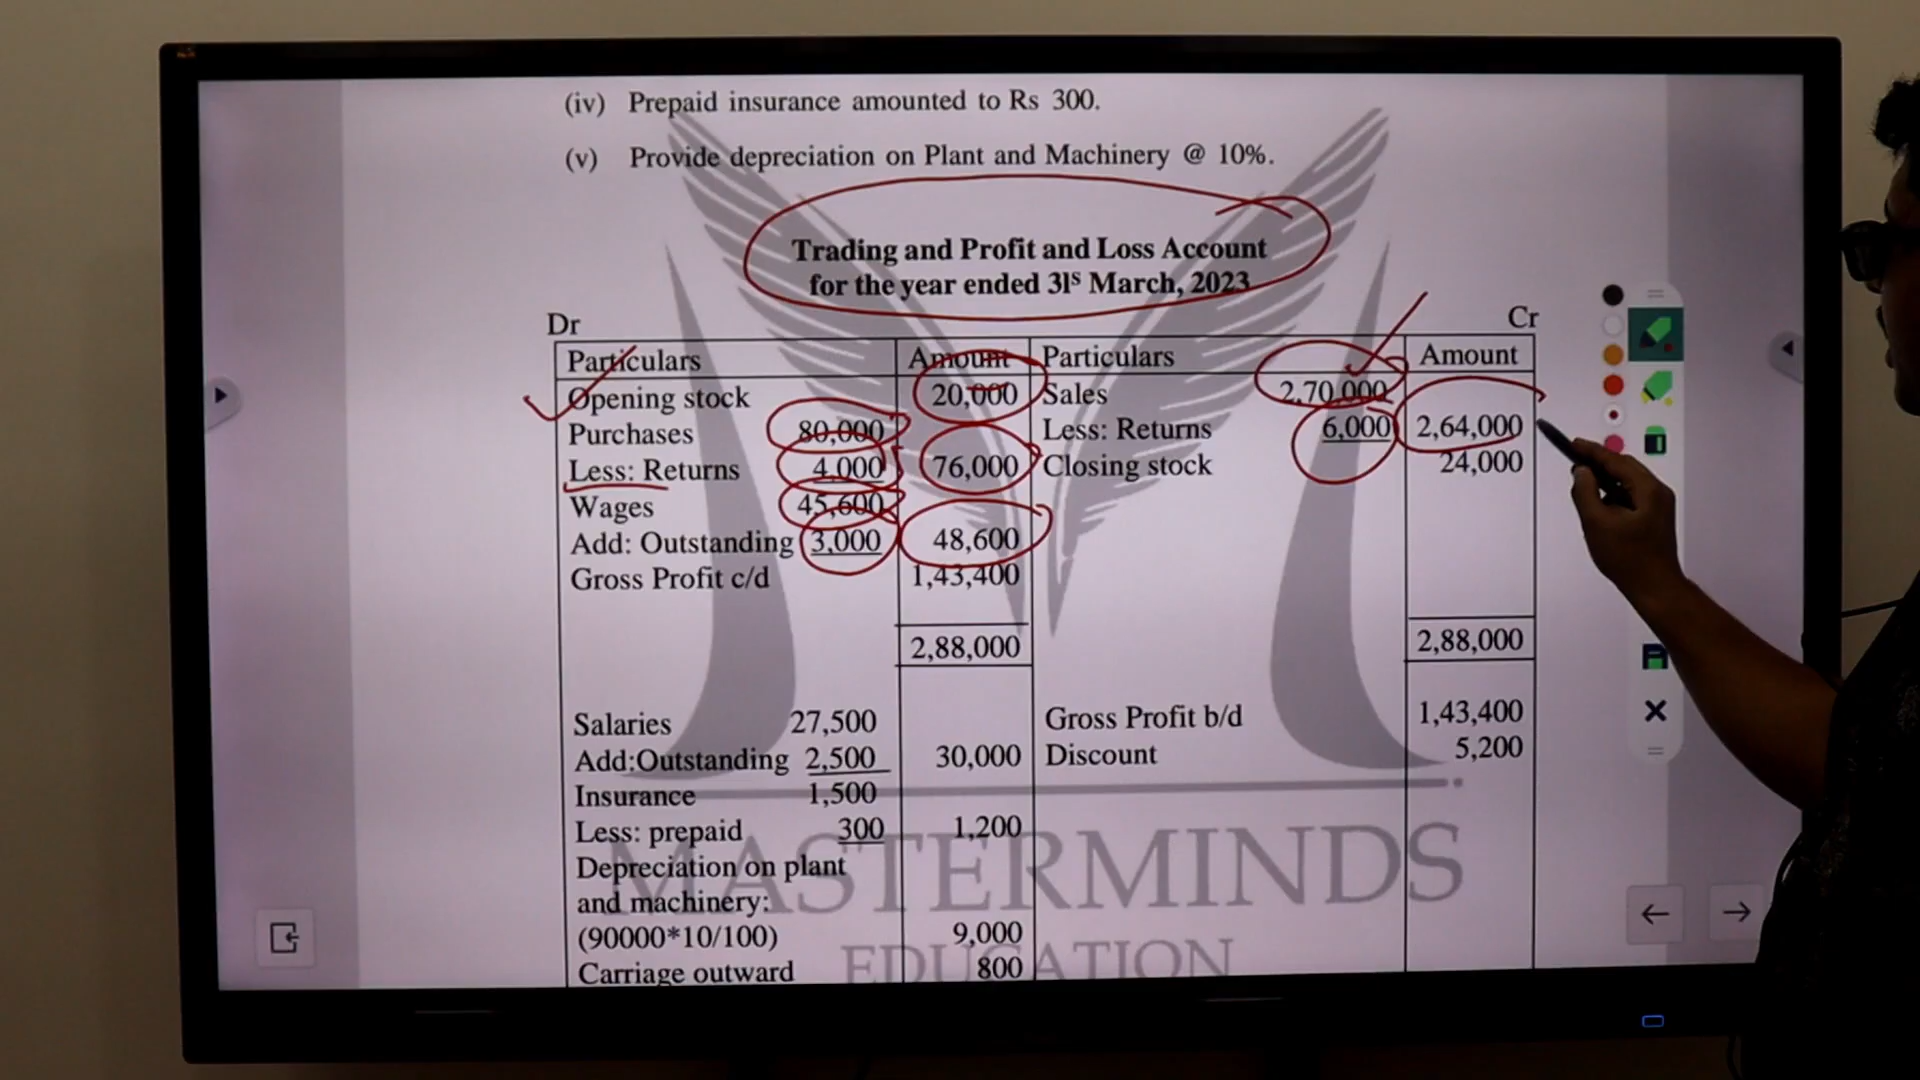 (iv) Prepaid insurance amounted to Rs 300.
(v) Provide depreciation on Plant and Machinery @ 10%.
Trading and Profit and Loss Account
for the year ended 3lS March, 2023
Dr Cr
Particulars Amount Particulars Amount
Opening stock 20,000 Sales 2,70,000
Purchases 80,000 Less: Returns 6,000 2,64,000
Less: Returns 4,000 76,000 Closing stock 24,000
Wages 45,600
Add: Outstanding 3,000 48,600
Gross Profit c/d 1,43,400
2,88,000 2,88,000
Salaries 27,500 Gross Profit b/d 1,43,400
Add:Outstanding 2,500 30,000 Discount 5,200
Insurance 1,500
Less: prepaid 300 1,200
Depreciation on plant
and machinery:
(90000*10/100) 9,000
Carriage outward 800
MASTERMINDS
EDUCATION